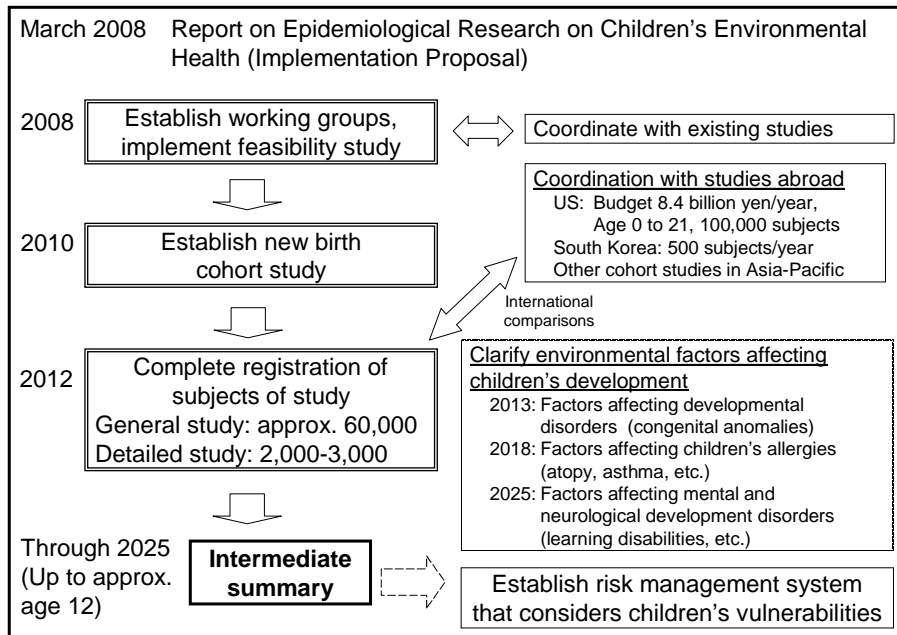 March 2008 Report on Epidemiological Research on Children's Environmental
Health (Implementation Proposal)
2008
Establish working groups,
implement feasibility study
Coordinate with existing studies
Coordination with studies abroad
US: Budget 8.4 billion yen/year,
Age 0 to 21, 100,000 subjects
South Korea: 500 subjects/year
Other cohort studies in Asia-Pacific
2010
Establish new birth
cohort study
International
comparisons
2012
Complete registration of
subjects of study
General study: approx. 60,000
Detailed study: 2,000-3,000
Clarify environmental factors affecting
children's development
2013: Factors affecting developmental
disorders (congenital anomalies)
2018: Factors affecting children's allergies
(atopy, asthma, etc.)
2025: Factors affecting mental and
neurological development disorders
(learning disabilities, etc.)
Through 2025
(Up to approx.
age 12)
Intermediate
summary
Establish risk management system
that considers children's vulnerabilities